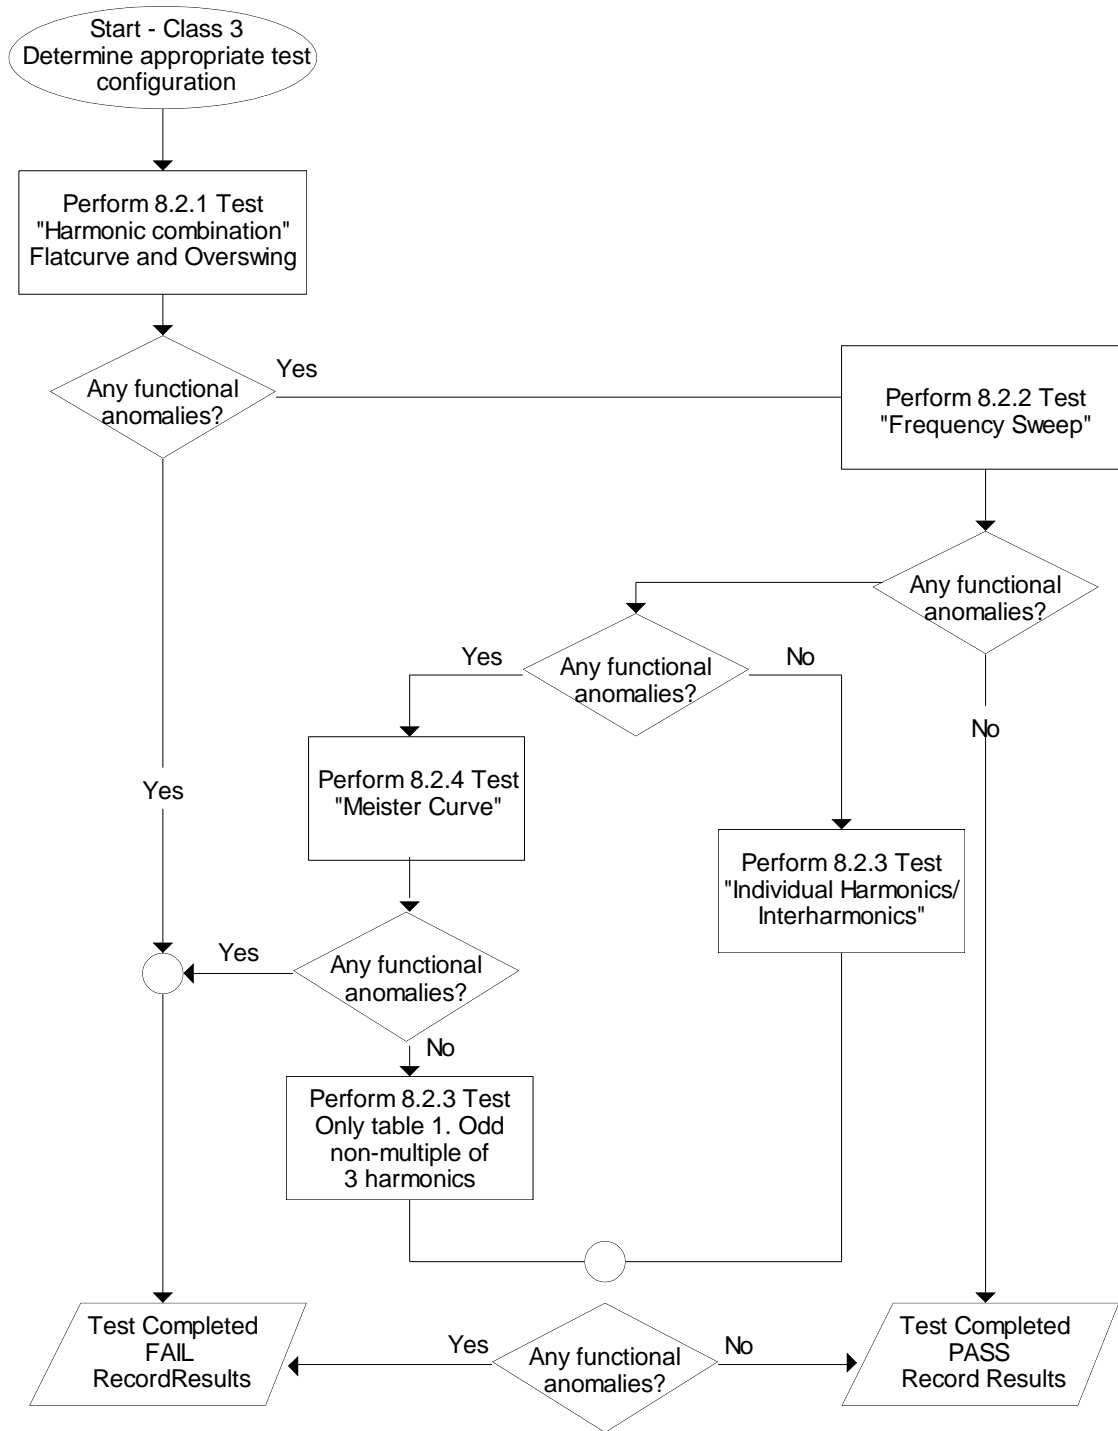 Start - Class 3
Determine appropriate test
configuration
Perform 8.2.1 Test
"Harmonic combination"
Flatcurve and Overswing
Any functional
anomalies?
Yes
Perform 8.2.2 Test
"Frequency Sweep"
Any functional
anomalies?
Yes
Any functional
anomalies?
No
No
Yes
Perform 8.2.4 Test
"Meister Curve"
Perform 8.2.3 Test
"Individual Harmonics/
Interharmonics"
Yes
Any functional
anomalies?
No
Perform 8.2.3 Test
Only table 1. Odd
non-multiple of
3 harmonics
Test Completed
FAIL
RecordResults
Yes
Any functional
anomalies?
No
Test Completed
PASS
Record Results